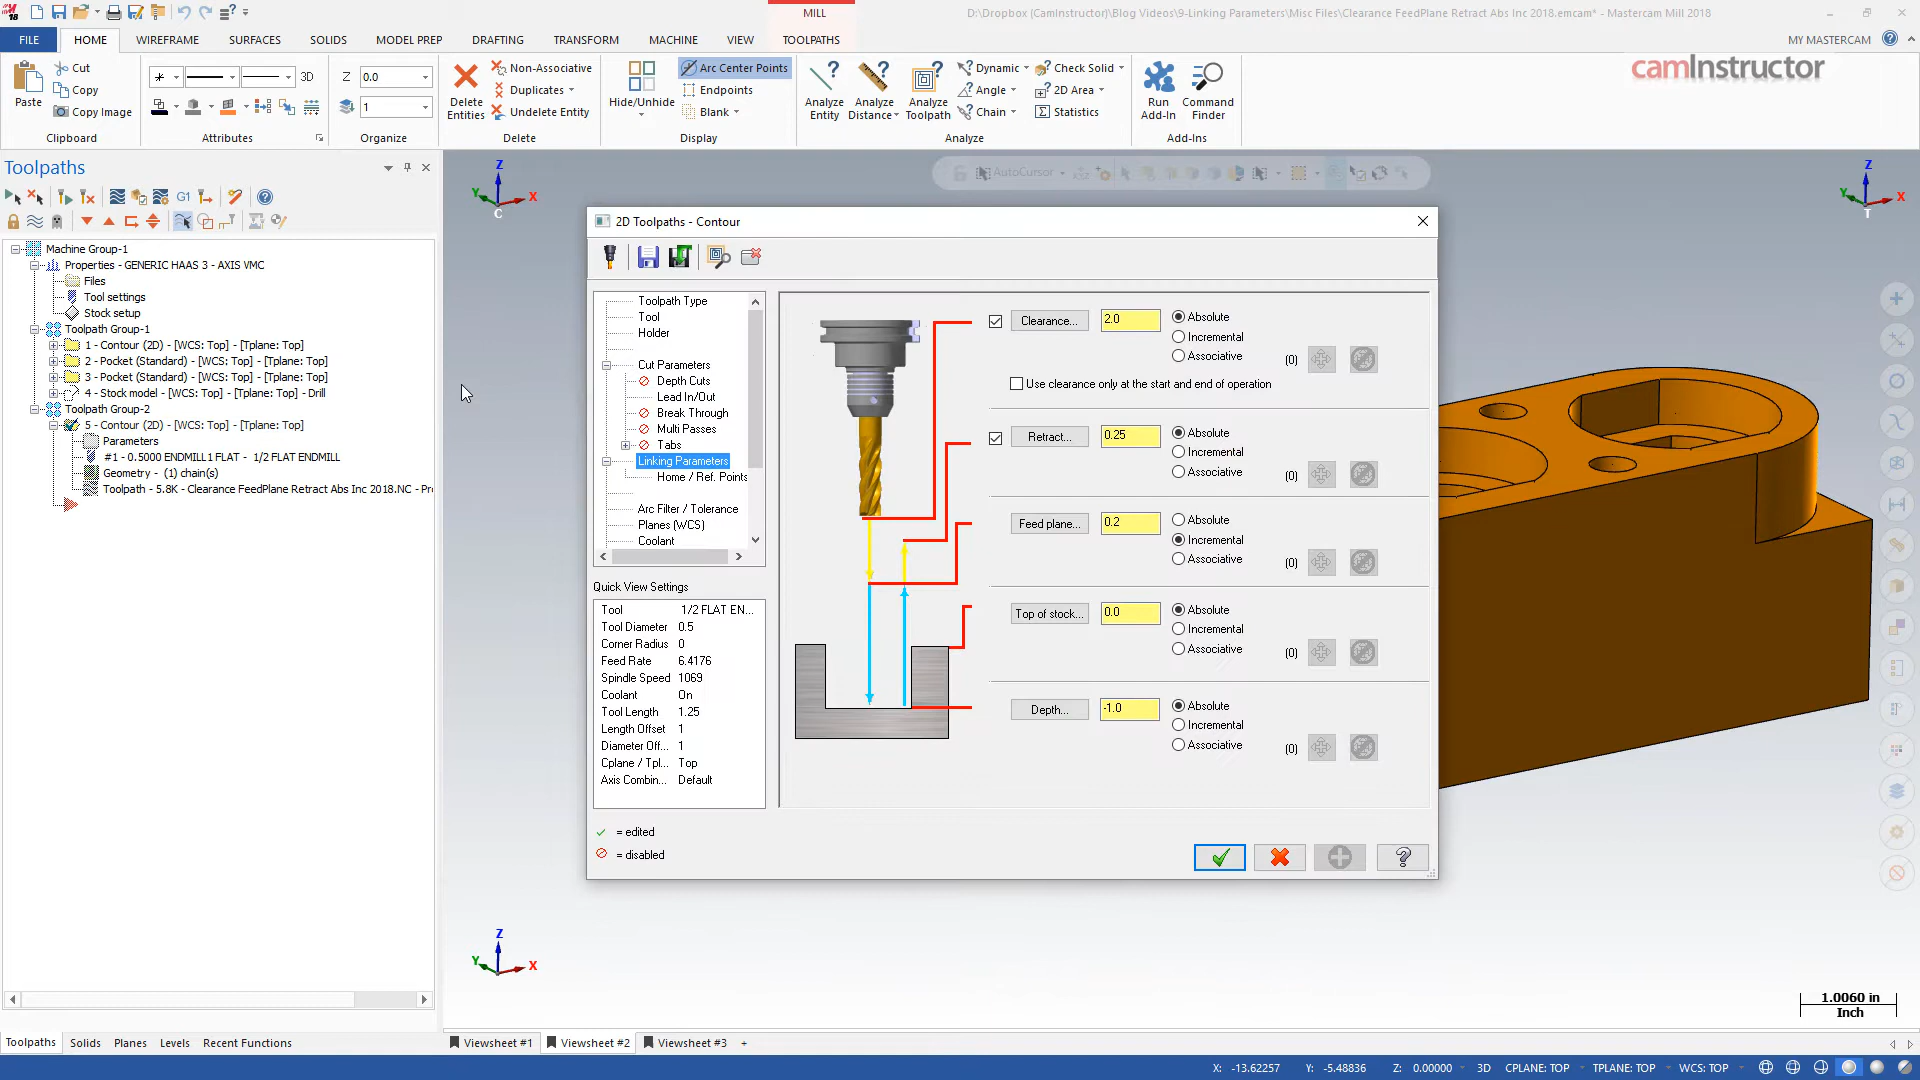 18
MILL
D:\Dropbox (CamInstructor)\Blog Videos\9-Linking Parameters\Misc Files\Clearance FeedPlane Retract Abs Inc 2018.emcam* - Mastercam Mill 2018
FILE HOME WIREFRAME SURFACES SOLIDS MODEL PREP DRAFTING TRANSFORM MACHINE VIEW TOOLPATHS MY MASTERCAM
Paste Cut Copy Copy Image
3D Z 0.0
1
Delete Entities Non-Associative Duplicates Undelete Entity
Hide/Unhide Arc Center Points Endpoints Blank
Analyze Entity Analyze Distance Analyze Toolpath Dynamic Angle Chain Check Solid 2D Area Statistics
Run Add-In Command Finder
camInstructor
Clipboard Attributes Organize Delete Display Analyze Add-Ins
Toolpaths
G1
Machine Group-1
Properties - GENERIC HAAS 3 - AXIS VMC
Files
Tool settings
Stock setup
Toolpath Group-1
1 - Contour (2D) - [WCS: Top] - [Tplane: Top]
2 - Pocket (Standard) - [WCS: Top] - [Tplane: Top]
3 - Pocket (Standard) - [WCS: Top] - [Tplane: Top]
4 - Stock model - [WCS: Top] - [Tplane: Top] - Drill
Toolpath Group-2
5 - Contour (2D) - [WCS: Top] - [Tplane: Top]
Parameters
#1 - 0.5000 ENDMILL1 FLAT - 1/2 FLAT ENDMILL
Geometry - (1) chain(s)
Toolpath - 5.8K - Clearance FeedPlane Retract Abs Inc 2018.NC - Pr
Toolpaths Solids Planes Levels Recent Functions
Z
Y X
C
AutoCursor
Z
Y X
T
2D Toolpaths - Contour
Toolpath Type
Tool
Holder
Cut Parameters
Depth Cuts
Lead In/Out
Break Through
Multi Passes
Tabs
Linking Parameters
Home / Ref. Points
Arc Filter / Tolerance
Planes (WCS)
Coolant
Quick View Settings
Tool 1/2 FLAT EN...
Tool Diameter 0.5
Corner Radius 0
Feed Rate 6.4176
Spindle Speed 1069
Coolant On
Tool Length 1.25
Length Offset 1
Diameter Off... 1
Cplane / Tpl... Top
Axis Combin... Default
= edited
= disabled
Clearance... 2.0 Absolute
Incremental
Associative (0)
Use clearance only at the start and end of operation
Retract... 0.25 Absolute
Incremental
Associative (0)
Feed plane... 0.2 Absolute
Incremental
Associative (0)
Top of stock... 0.0 Absolute
Incremental
Associative (0)
Depth... -1.0 Absolute
Incremental
Associative (0)
Z
Y X
1.0060 in
Inch
Viewsheet #1 Viewsheet #2 Viewsheet #3 +
X: -13.62257 Y: -5.48836 Z: 0.00000 3D CPLANE: TOP TPLANE: TOP WCS: TOP